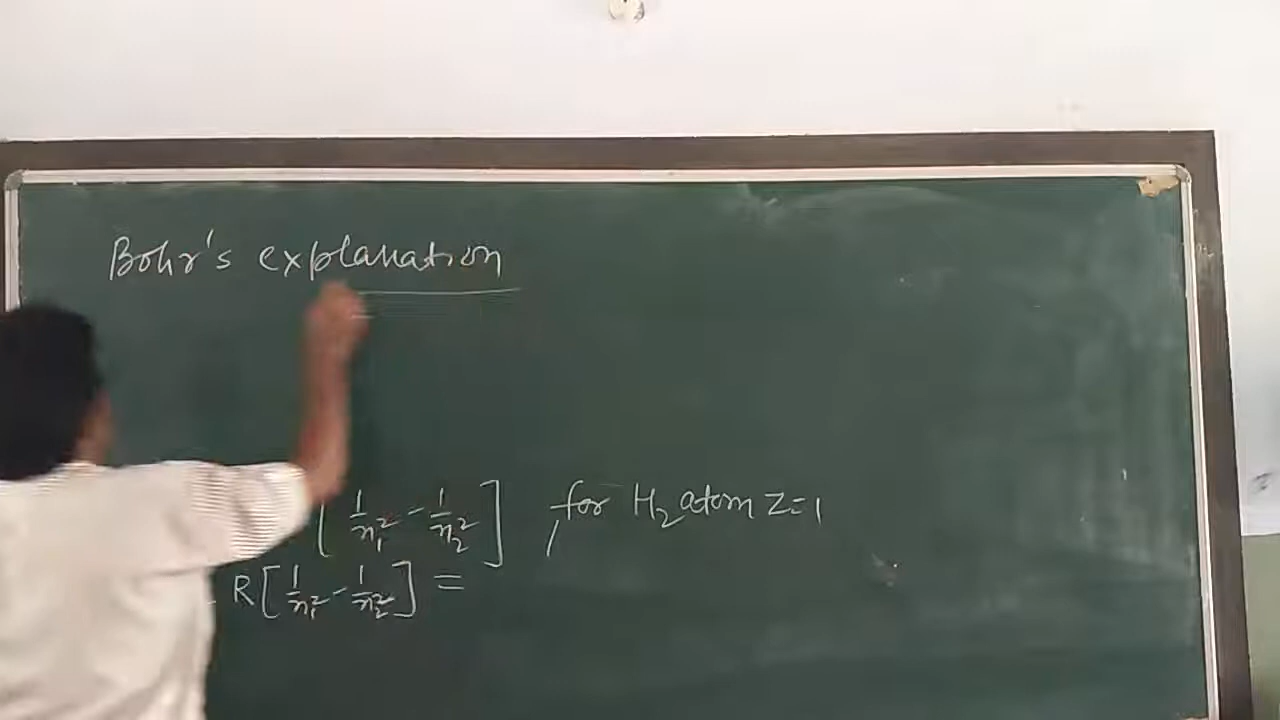 Bohr's explanation
[1/n₁² - 1/n₂²] , for H₂ atom Z=1
R[1/n₁² - 1/n₂²] =